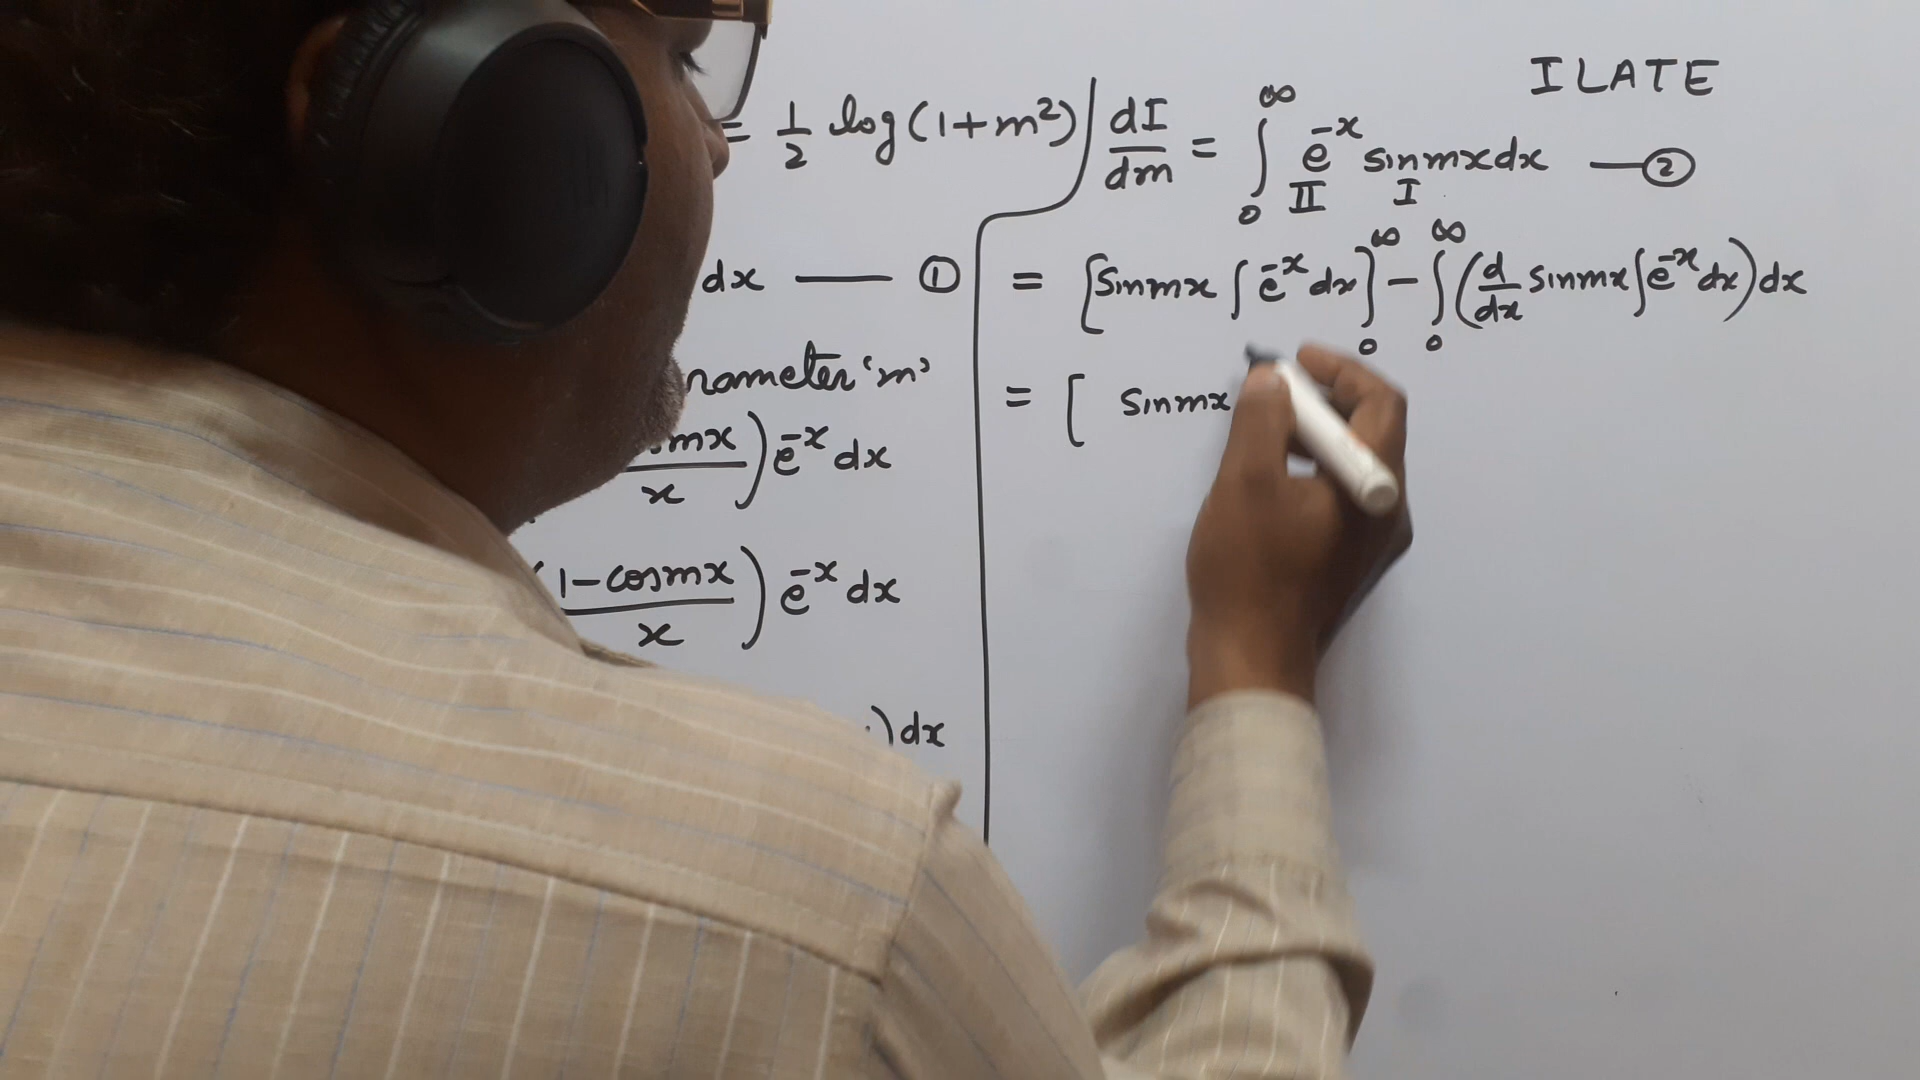 = 1/2 log(1+m²)
dx —— ①
rameter 'm'
mx/x) e^-x dx
(1-cosmx/x) e^-x dx
) dx
ILATE
dI/dm = ∫₀^∞ e^-x sinmx dx — ②
II I
= [sinmx ∫e^-x dx]₀^∞ - ∫₀^∞ (d/dx sinmx ∫e^-x dx) dx
= [ sinmx